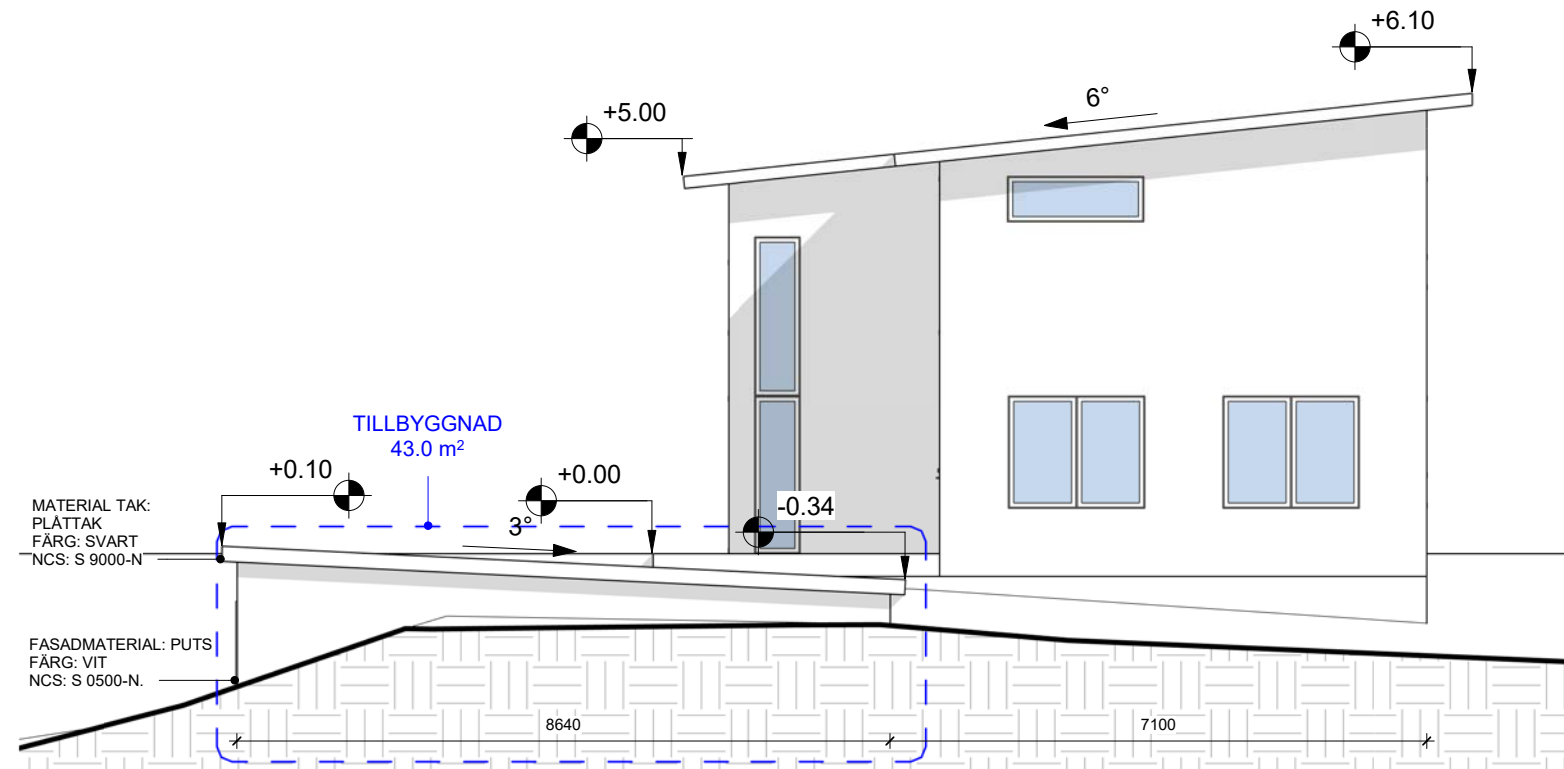 +6.10
+5.00
6°
TILLBYGGNAD
43.0 m²
+0.10
+0.00
-0.34
3°
MATERIAL TAK:
PLÅTTAK
FÄRG: SVART
NCS: S 9000-N
FASADMATERIAL: PUTS
FÄRG: VIT
NCS: S 0500-N.
8640
7100